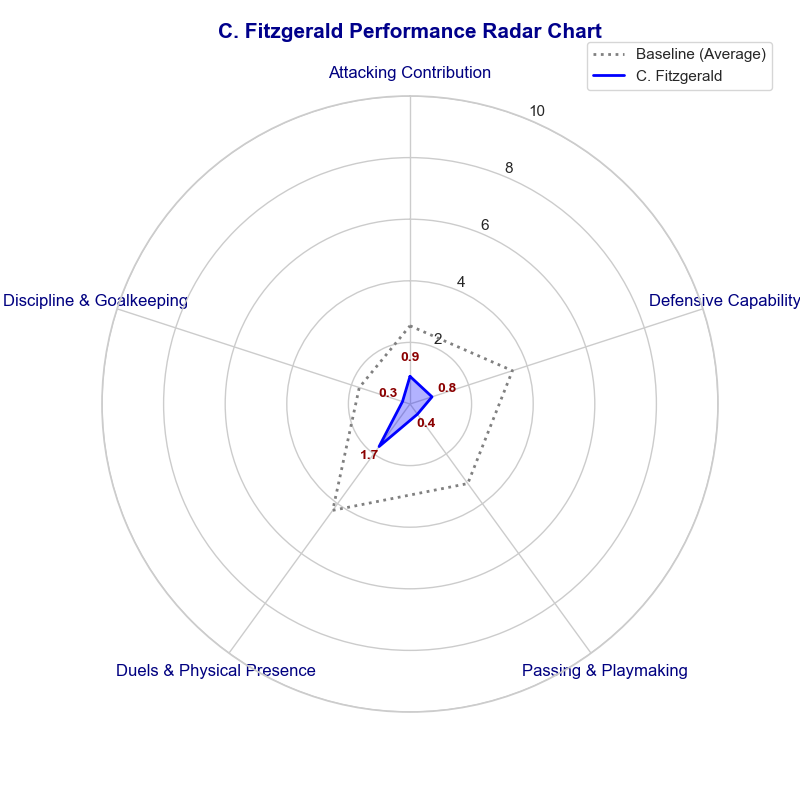 C. Fitzgerald Performance Radar Chart
Baseline (Average)
C. Fitzgerald
Attacking Contribution
10
8
6
4
2
Discipline & Goalkeeping
Defensive Capability
0.9
0.3
0.8
0.4
1.7
Duels & Physical Presence
Passing & Playmaking